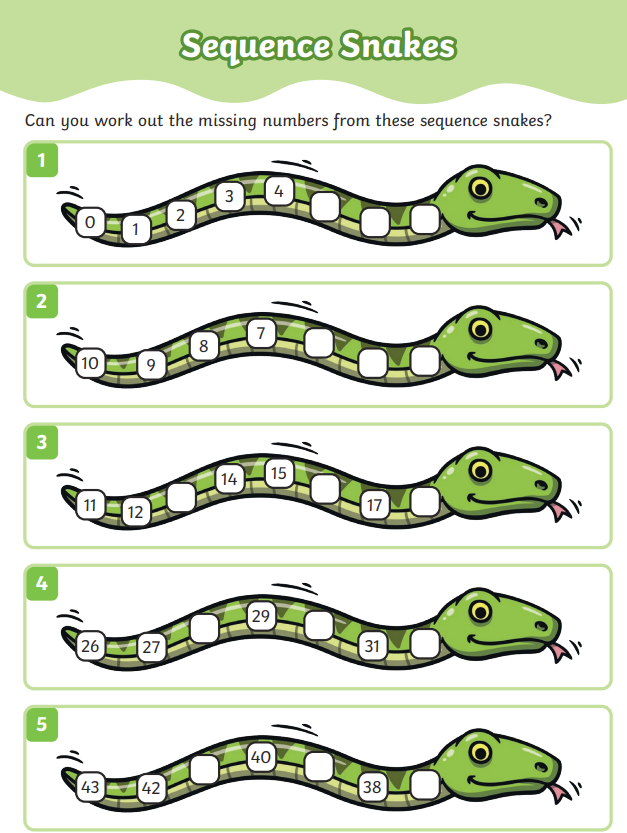 Sequence Snakes
Can you work out the missing numbers from these sequence snakes?
1
0 1 2 3 4
2
10 9 8 7
3
11 12 14 15 17
4
26 27 29 31
5
43 42 40 38